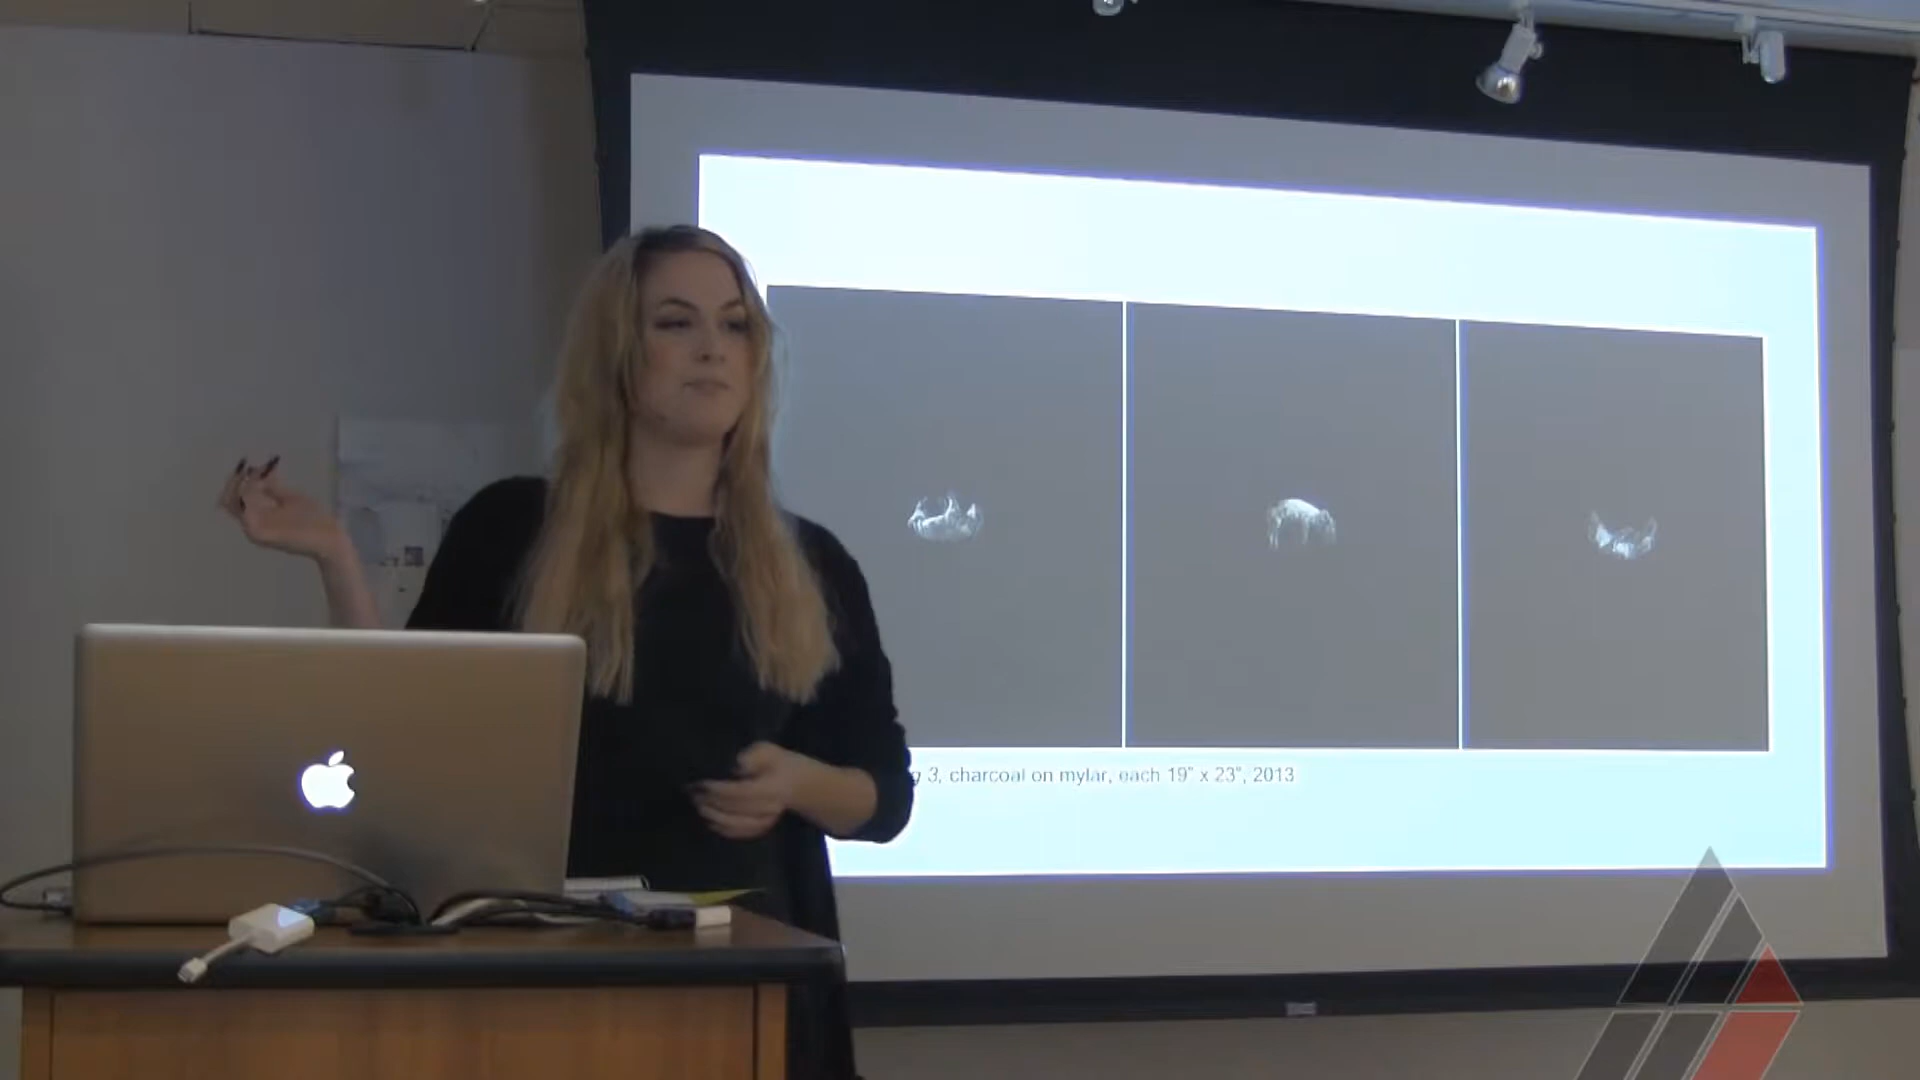 3, charcoal on mylar, each 19" x 23", 2013